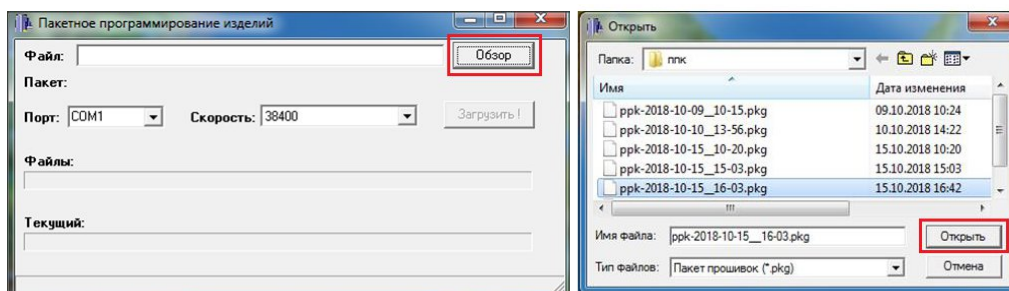 Пакетное программирование изделий
Файл: Обзор
Пакет:
Порт: COM1 Скорость: 38400 Загрузить !
Файлы:
Текущий:
Открыть
Папка: ппк
Имя Дата изменения
ppk-2018-10-09__10-15.pkg 09.10.2018 10:24
ppk-2018-10-10__13-56.pkg 10.10.2018 14:22
ppk-2018-10-15__10-20.pkg 15.10.2018 10:20
ppk-2018-10-15__15-03.pkg 15.10.2018 15:03
ppk-2018-10-15__16-03.pkg 15.10.2018 16:42
Имя файла: ppk-2018-10-15__16-03.pkg Открыть
Тип файлов: Пакет прошивок (*.pkg) Отмена